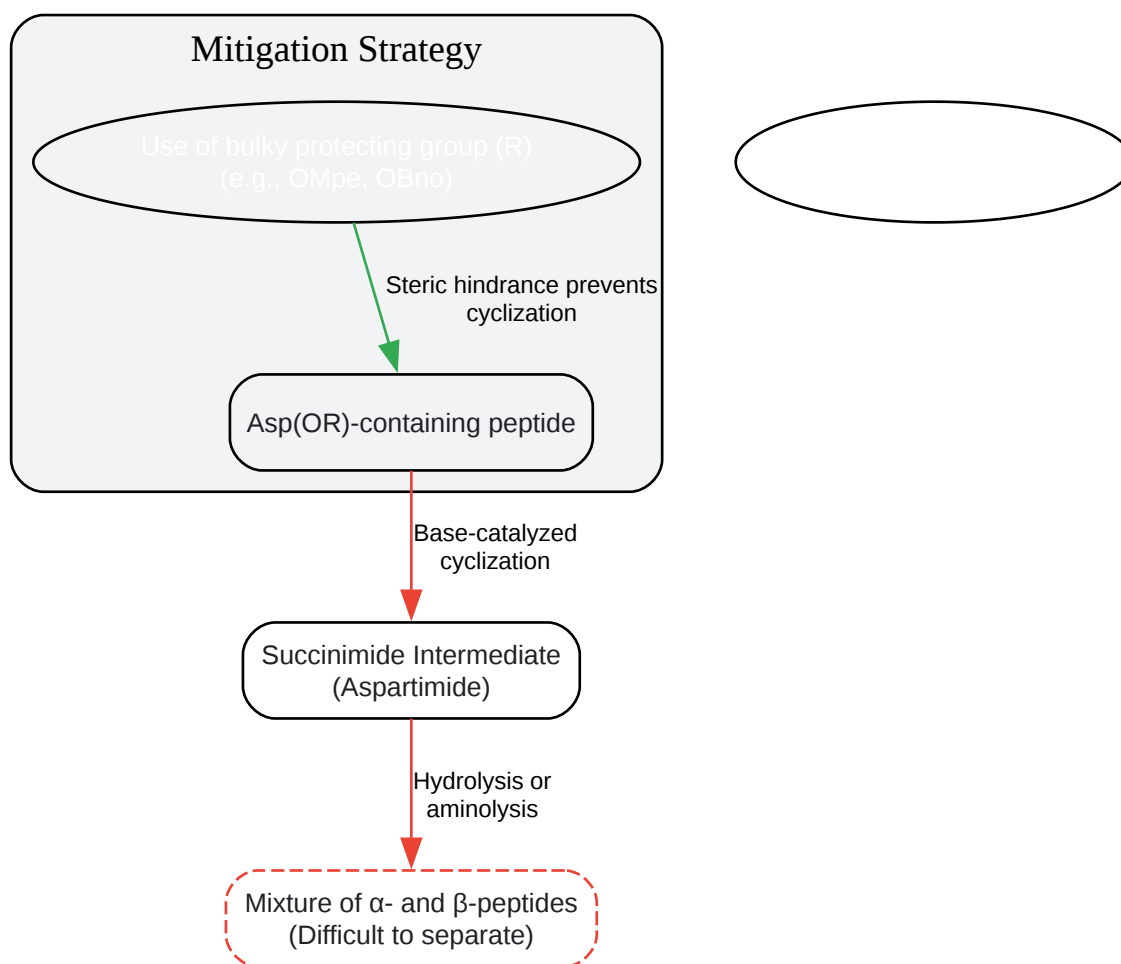 Mitigation Strategy
Use of bulky protecting group (R)
(e.g., OMpe, OBno)
Steric hindrance prevents
cyclization
Asp(OR)-containing peptide
Base-catalyzed
cyclization
Succinimide Intermediate
(Aspartimide)
Hydrolysis or
aminolysis
Mixture of α- and β-peptides
(Difficult to separate)